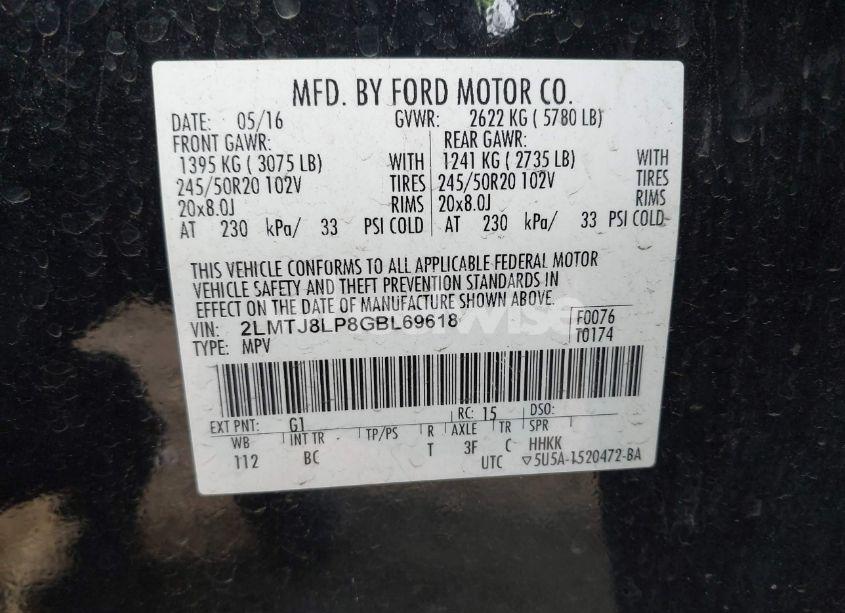 MFD. BY FORD MOTOR CO.
DATE: 05/16 GVWR: 2622 KG ( 5780 LB)
FRONT GAWR: REAR GAWR:
1395 KG ( 3075 LB) WITH 1241 KG ( 2735 LB) WITH
245/50R20 102V TIRES 245/50R20 102V TIRES
20x8.0J RIMS 20x8.0J RIMS
AT 230 kPa/ 33 PSI COLD AT 230 kPa/ 33 PSI COLD
THIS VEHICLE CONFORMS TO ALL APPLICABLE FEDERAL MOTOR
VEHICLE SAFETY AND THEFT PREVENTION STANDARDS IN
EFFECT ON THE DATE OF MANUFACTURE SHOWN ABOVE.
VIN: 2LMTJ8LP8GBL69618 F0076
TYPE: MPV T0174
EXT PNT: G1 RC: 15 DSO:
WB INT TR TP/PS R AXLE TR SPR
112 BC T 3F C HHKK
UTC ▽5U5A-1520472-BA